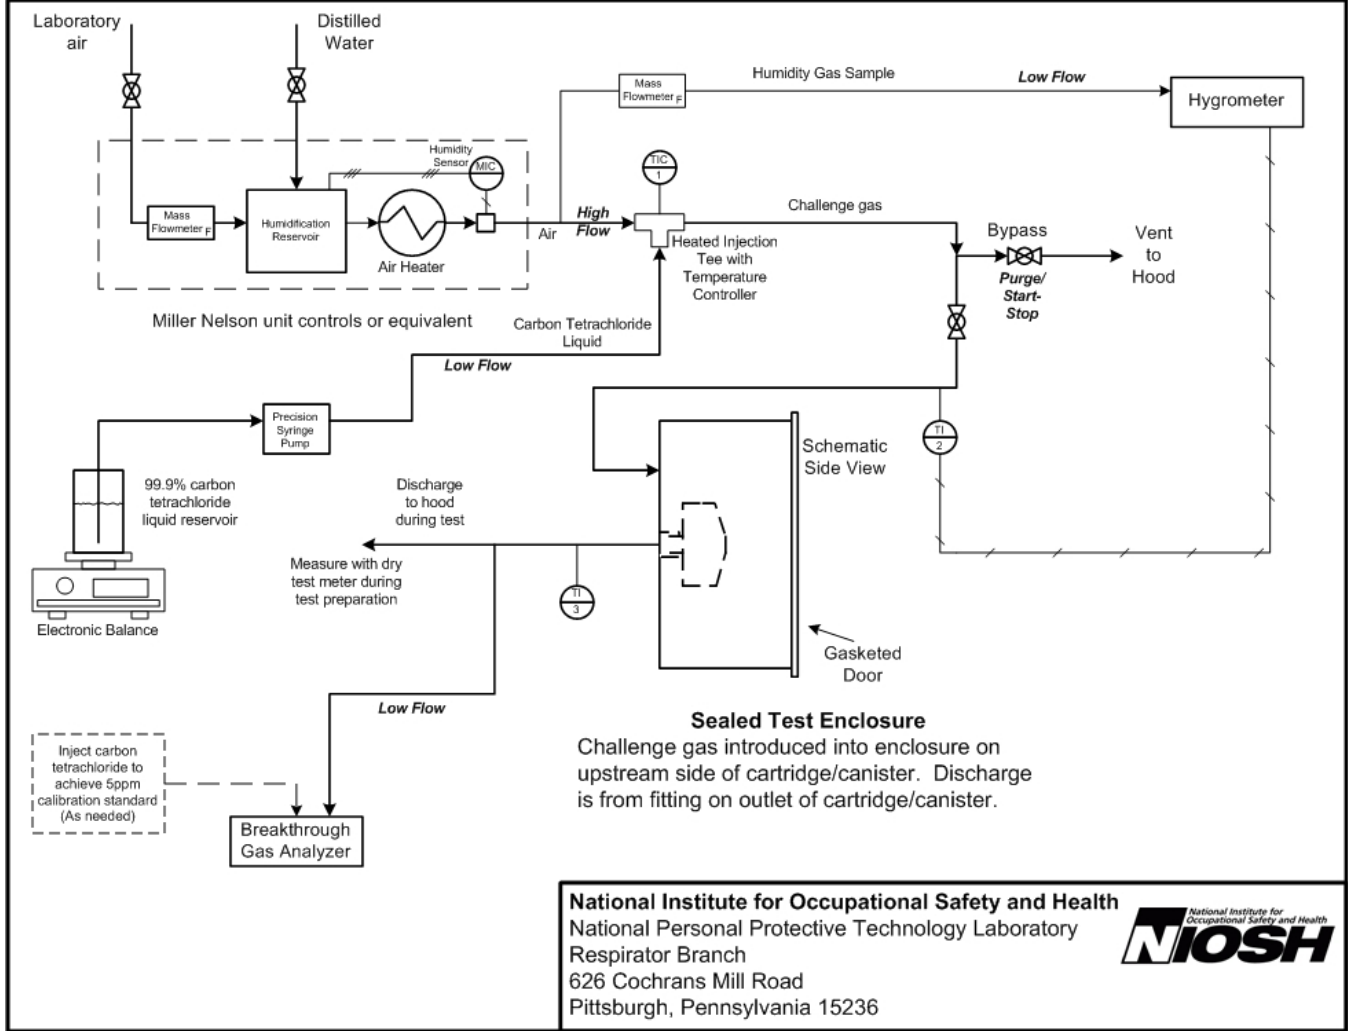 Laboratory
air
Distilled
Water
Mass
Flowmeter F
Humidity Gas Sample
Low Flow
Hygrometer
Humidity
Sensor
MIC
TIC
1
Mass
Flowmeter F
Humidification
Reservoir
Air Heater
Air
High
Flow
Challenge gas
Heated Injection
Tee with
Temperature
Controller
Bypass
Purge/
Start-
Stop
Vent
to
Hood
Miller Nelson unit controls or equivalent
Carbon Tetrachloride
Liquid
Low Flow
Precision
Syringe
Pump
99.9% carbon
tetrachloride
liquid reservoir
Electronic Balance
Discharge
to hood
during test
Measure with dry
test meter during
test preparation
TI
3
TI
2
Schematic
Side View
Gasketed
Door
Low Flow
Inject carbon
tetrachloride to
achieve 5ppm
calibration standard
(As needed)
Breakthrough
Gas Analyzer
Sealed Test Enclosure
Challenge gas introduced into enclosure on
upstream side of cartridge/canister. Discharge
is from fitting on outlet of cartridge/canister.
National Institute for Occupational Safety and Health
National Personal Protective Technology Laboratory
Respirator Branch
626 Cochrans Mill Road
Pittsburgh, Pennsylvania 15236
National Institute for
Occupational Safety and Health
NIOSH